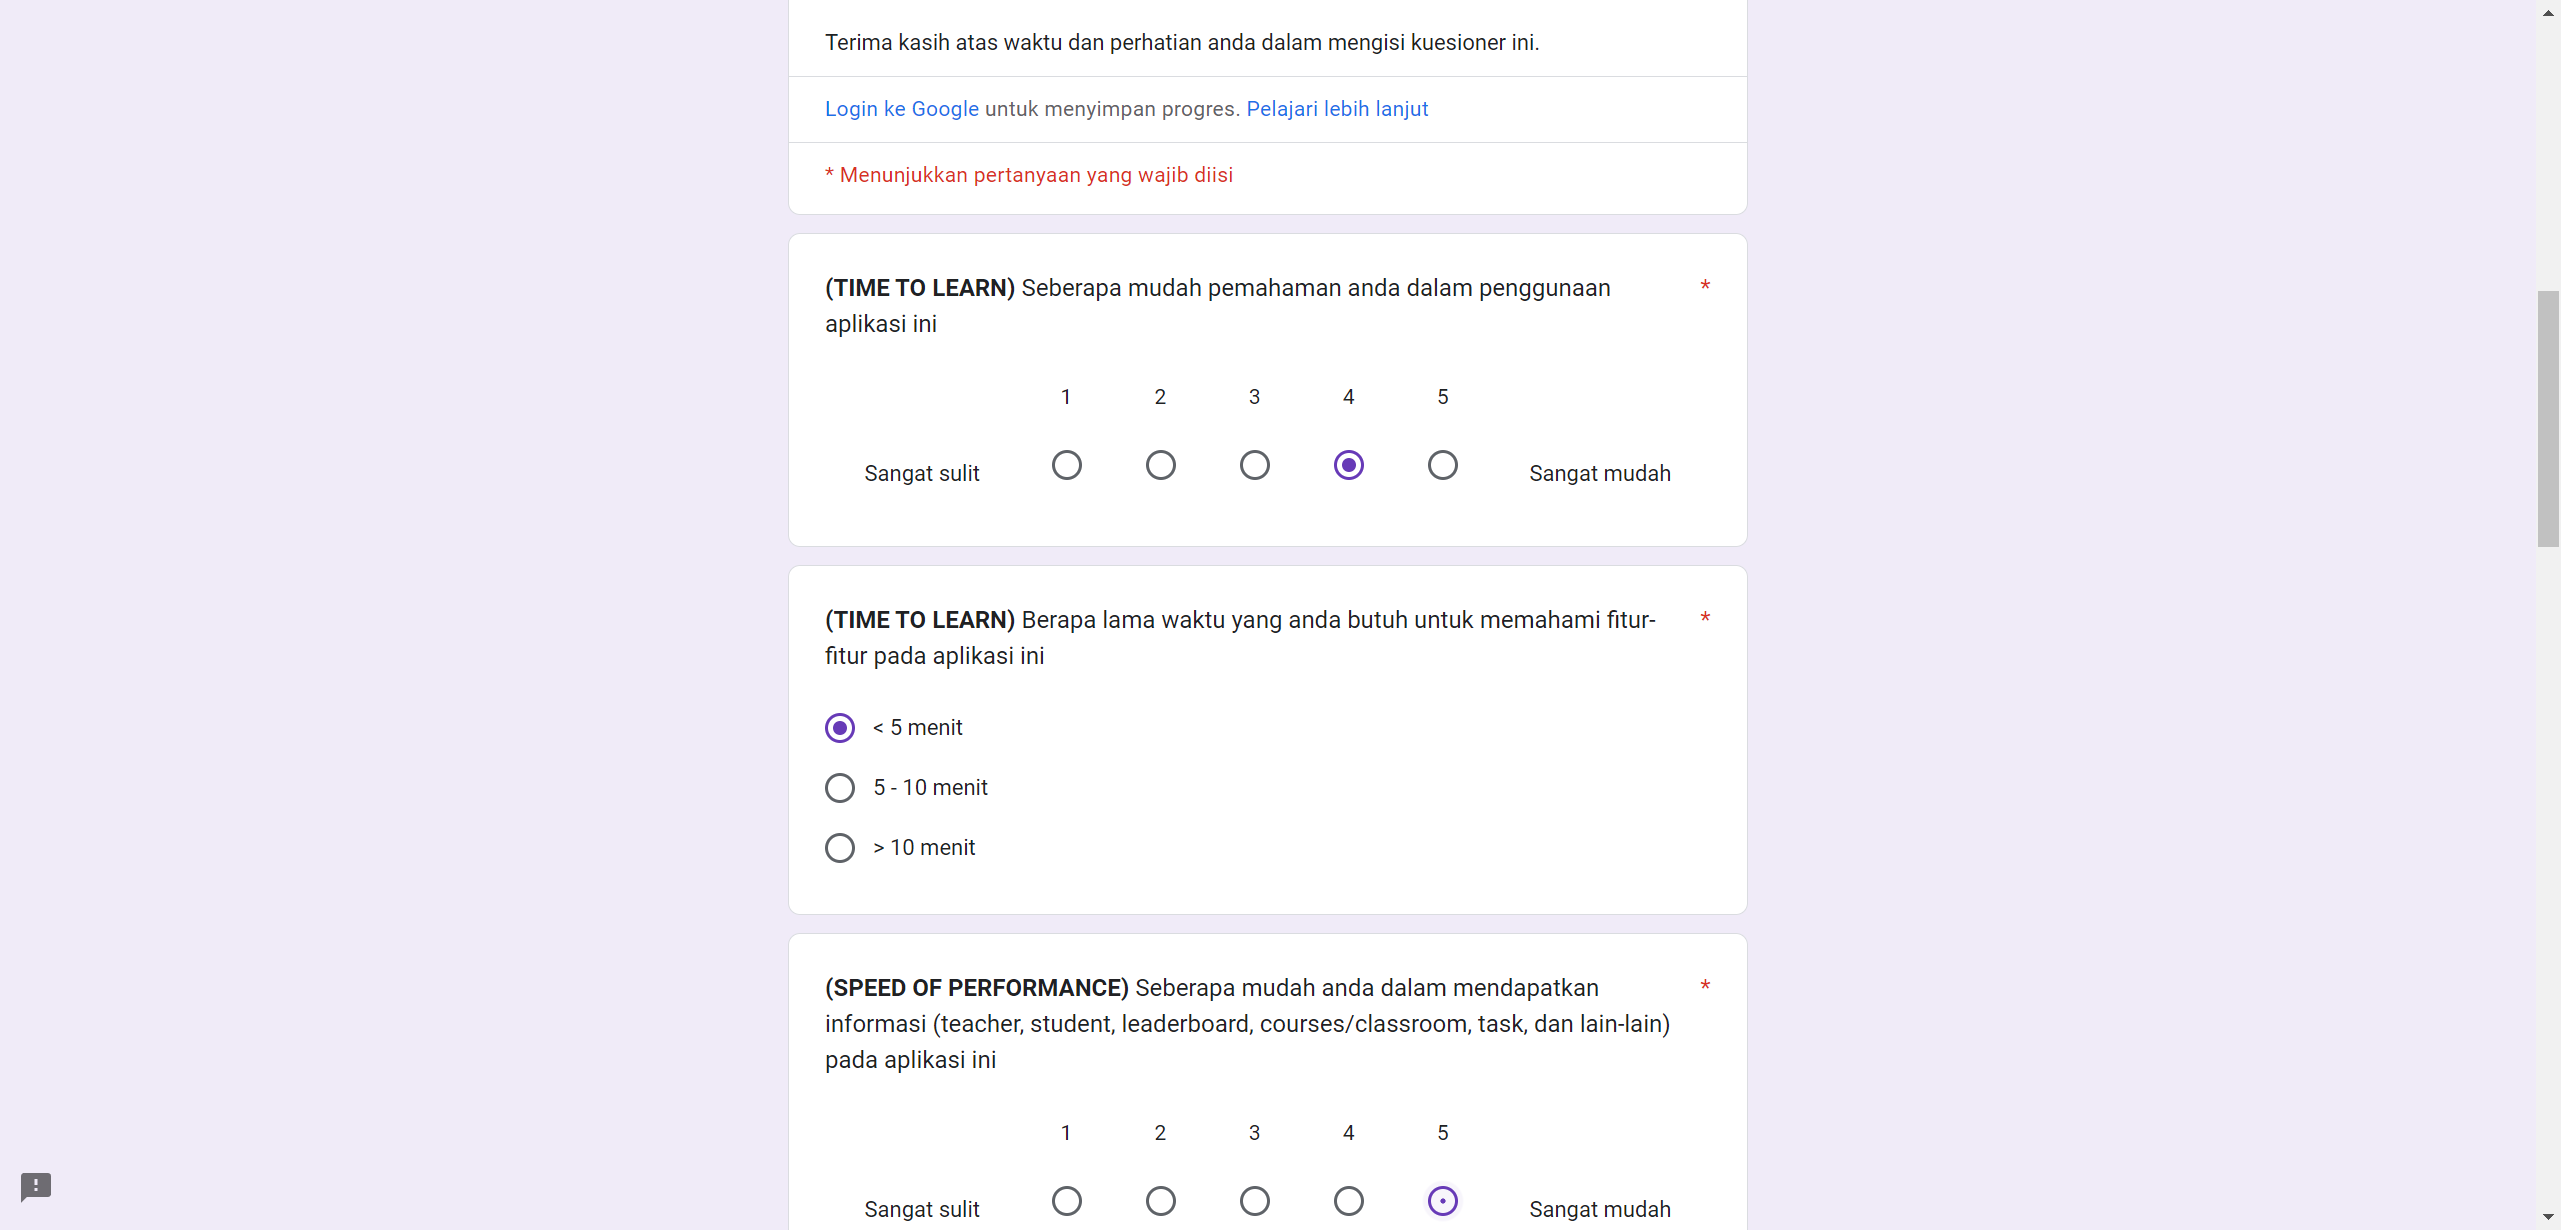 Terima kasih atas waktu dan perhatian anda dalam mengisi kuesioner ini.
Login ke Google untuk menyimpan progres. Pelajari lebih lanjut
* Menunjukkan pertanyaan yang wajib diisi
(TIME TO LEARN) Seberapa mudah pemahaman anda dalam penggunaan *
aplikasi ini
1 2 3 4 5
Sangat sulit Sangat mudah
(TIME TO LEARN) Berapa lama waktu yang anda butuh untuk memahami fitur- *
fitur pada aplikasi ini
< 5 menit
5 - 10 menit
> 10 menit
(SPEED OF PERFORMANCE) Seberapa mudah anda dalam mendapatkan *
informasi (teacher, student, leaderboard, courses/classroom, task, dan lain-lain)
pada aplikasi ini
1 2 3 4 5
Sangat sulit Sangat mudah